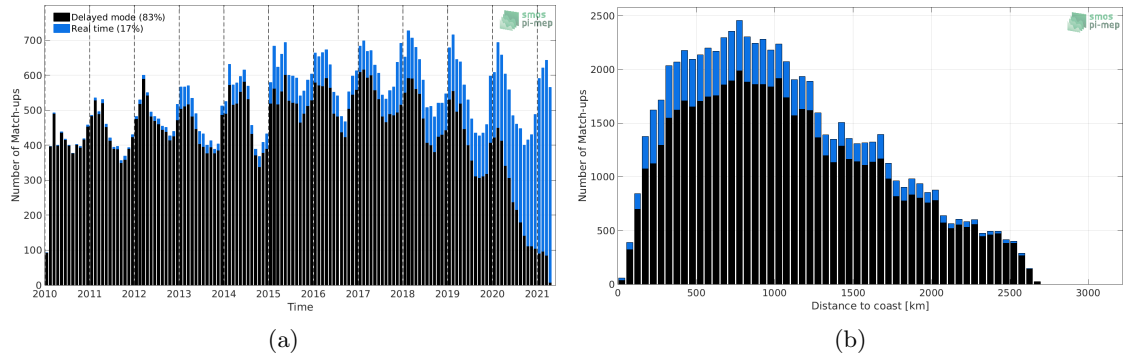 Delayed mode (83%)
Real time (17%)
smos
pi-mep
Number of Match-ups
700
600
500
400
300
200
100
0
2010 2011 2012 2013 2014 2015 2016 2017 2018 2019 2020 2021
Time
(a)
smos
pi-mep
Number of Match-ups
2500
2000
1500
1000
500
0
0 500 1000 1500 2000 2500 3000
Distance to coast [km]
(b)